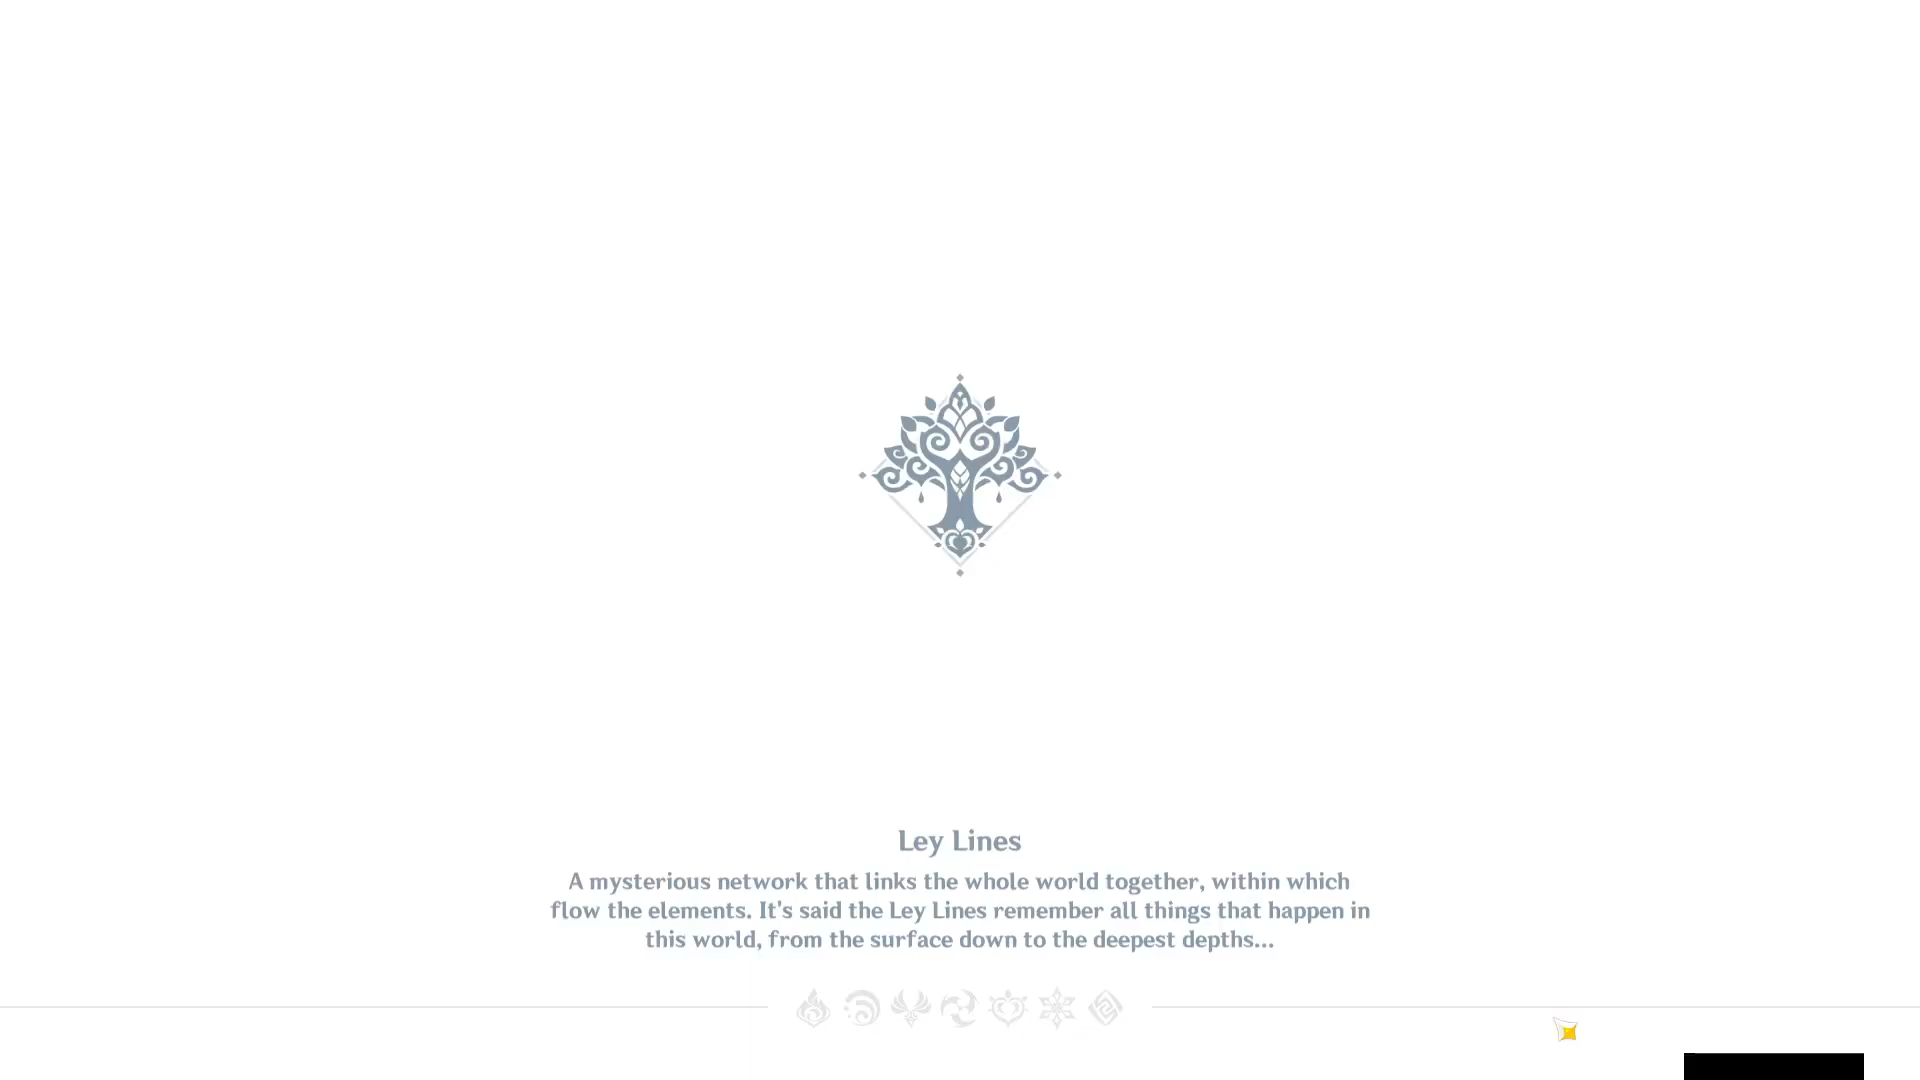 Ley Lines
A mysterious network that links the whole world together, within which
flow the elements. It's said the Ley Lines remember all things that happen in
this world, from the surface down to the deepest depths...